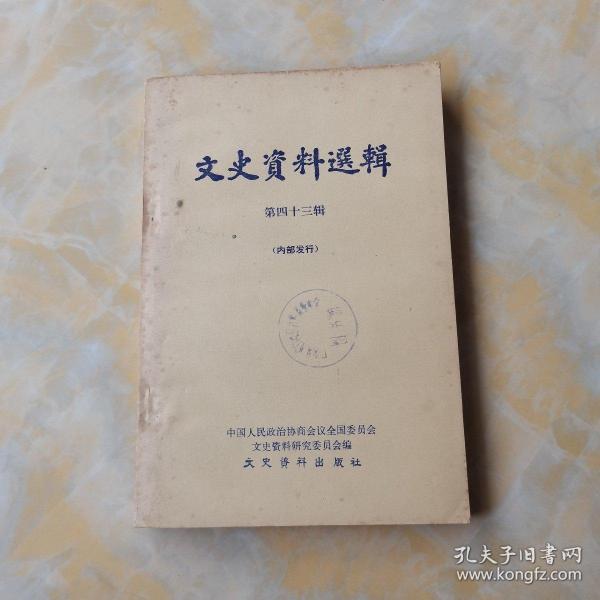 文史資料選輯
第四十三辑
（内部发行）
中国人民政治协商会议全国委员会
文史资料研究委员会编
文史资料出版社
孔夫子旧书网
www.kongfz.com